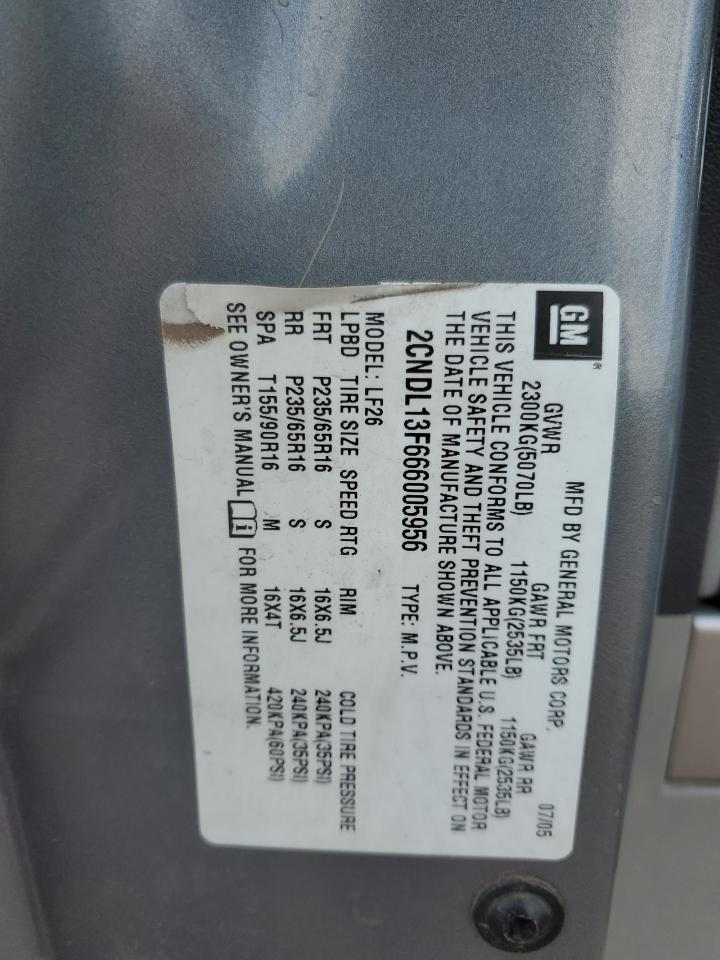 GM®
MFD BY GENERAL MOTORS CORP. 07/05
GVWR GAWR FRT GAWR RR
2300KG(5070LB) 1150KG(2535LB) 1150KG(2535LB)
THIS VEHICLE CONFORMS TO ALL APPLICABLE U.S. FEDERAL MOTOR
VEHICLE SAFETY AND THEFT PREVENTION STANDARDS IN EFFECT ON
THE DATE OF MANUFACTURE SHOWN ABOVE.
2CNDL13F666005956 TYPE: M.P.V.
MODEL: LF26
LPBD TIRE SIZE SPEED RTG RIM COLD TIRE PRESSURE
FRT P235/65R16 S 16X6.5J 240KPA(35PSI)
RR P235/65R16 S 16X6.5J 240KPA(35PSI)
SPA T155/90R16 M 16X4T 420KPA(60PSI)
SEE OWNER'S MANUAL i FOR MORE INFORMATION.